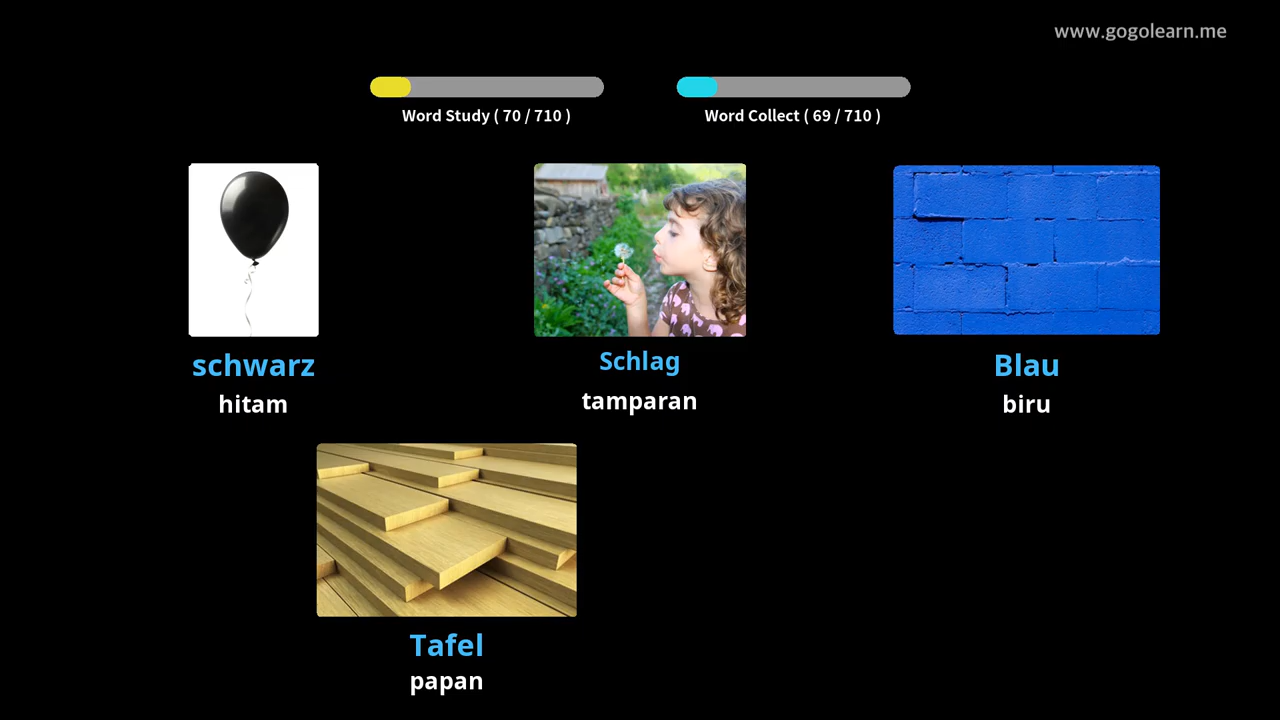 www.gogolearn.me
Word Study ( 70 / 710 )
Word Collect ( 69 / 710 )
schwarz
hitam
Schlag
tamparan
Blau
biru
Tafel
papan